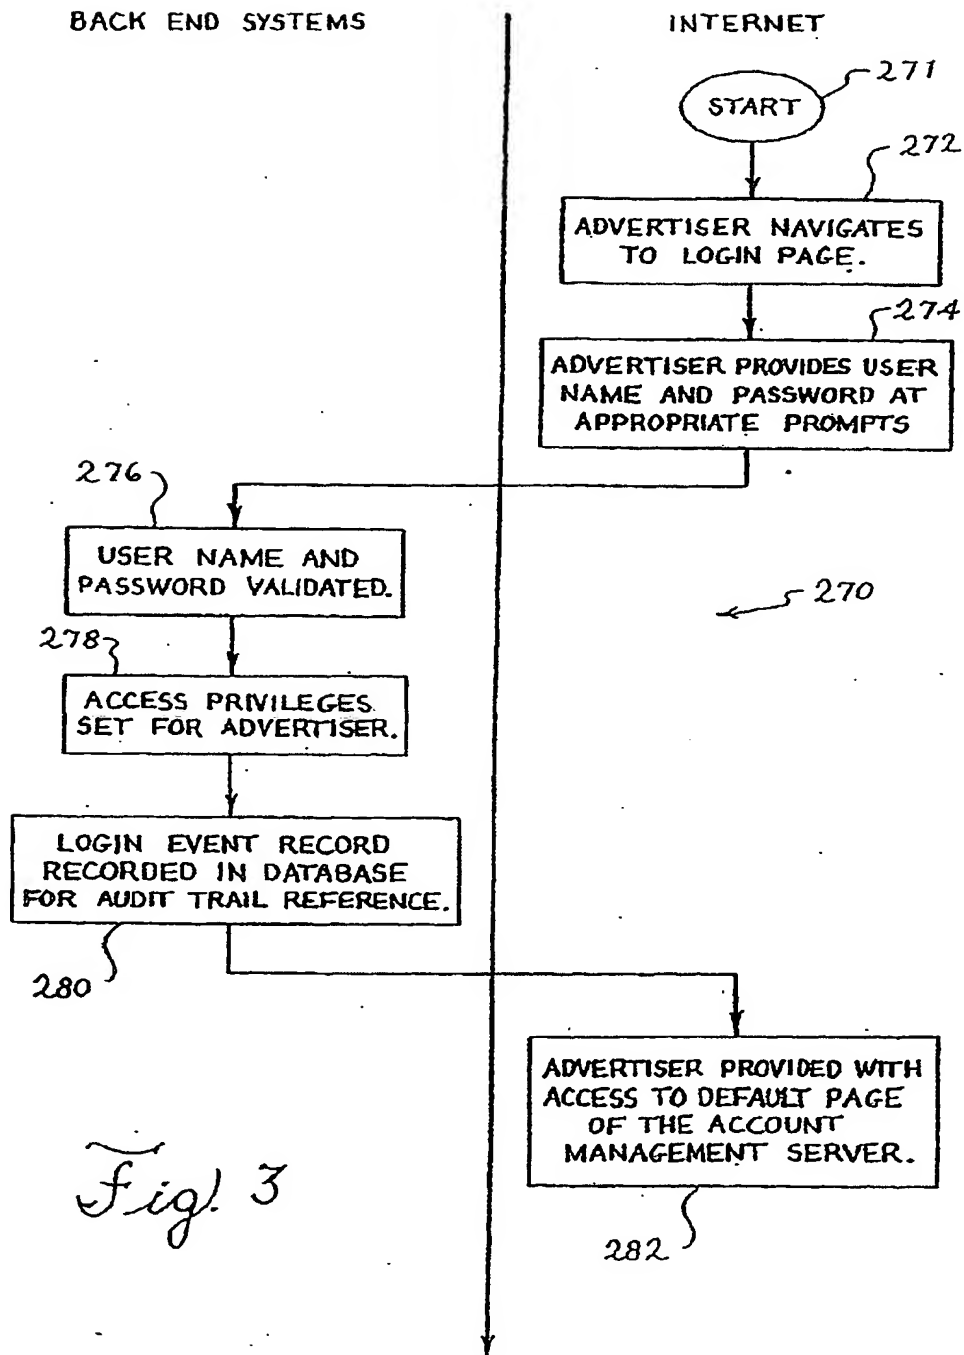 BACK END SYSTEMS
INTERNET
271
START
272
ADVERTISER NAVIGATES
TO LOGIN PAGE.
274
ADVERTISER PROVIDES USER
NAME AND PASSWORD AT
APPROPRIATE PROMPTS
276
USER NAME AND
PASSWORD VALIDATED.
270
278
ACCESS PRIVILEGES
SET FOR ADVERTISER.
LOGIN EVENT RECORD
RECORDED IN DATABASE
FOR AUDIT TRAIL REFERENCE.
280
ADVERTISER PROVIDED WITH
ACCESS TO DEFAULT PAGE
OF THE ACCOUNT
MANAGEMENT SERVER.
282
Fig. 3